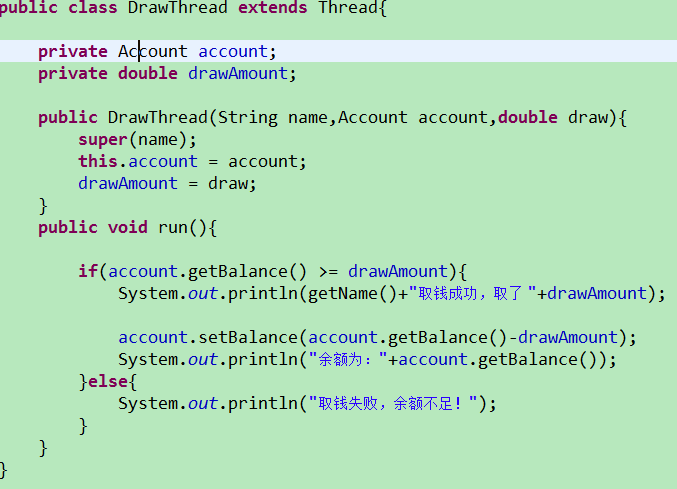 public class DrawThread extends Thread{
private Account account;
private double drawAmount;
public DrawThread(String name,Account account,double draw){
super(name);
this.account = account;
drawAmount = draw;
}
public void run(){
if(account.getBalance() >= drawAmount){
System.out.println(getName()+"取钱成功，取了 "+drawAmount);
account.setBalance(account.getBalance()-drawAmount);
System.out.println("余额为："+account.getBalance());
}else{
System.out.println("取钱失败，余额不足！");
}
}
}